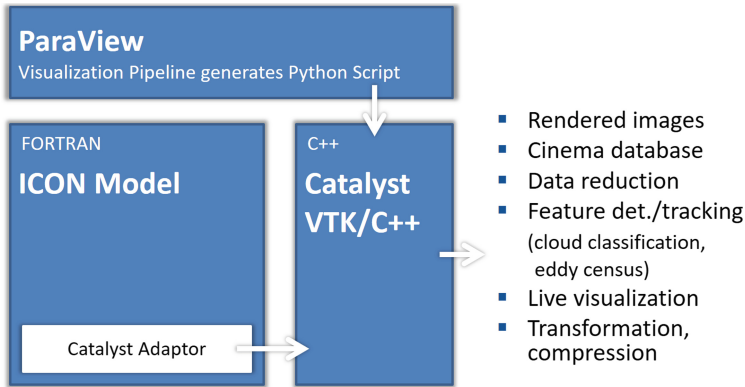 ParaView
Visualization Pipeline generates Python Script
FORTRAN
ICON Model
Catalyst Adaptor
C++
Catalyst
VTK/C++
▪ Rendered images
▪ Cinema database
▪ Data reduction
▪ Feature det./tracking
(cloud classification,
eddy census)
▪ Live visualization
▪ Transformation,
compression